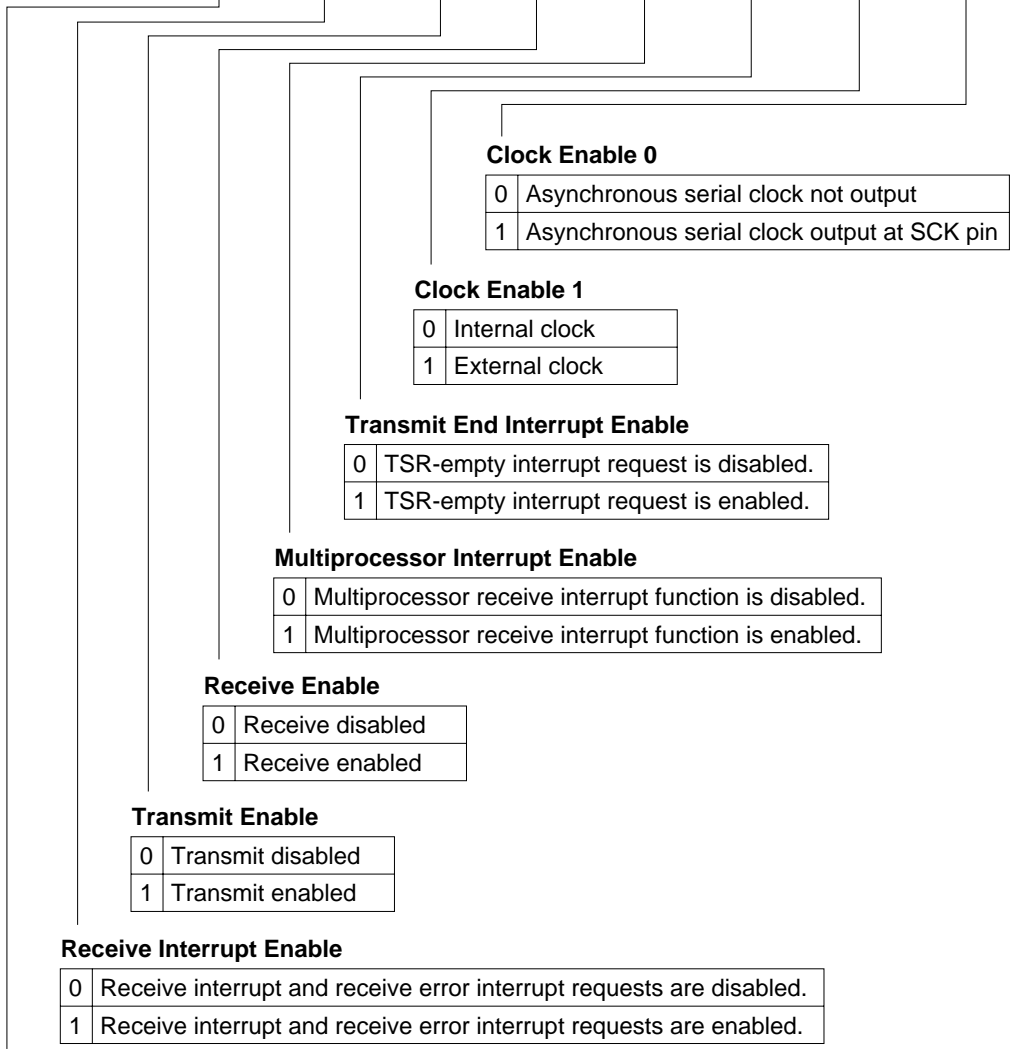 Clock Enable 0
0 Asynchronous serial clock not output
1 Asynchronous serial clock output at SCK pin
Clock Enable 1
0 Internal clock
1 External clock
Transmit End Interrupt Enable
0 TSR-empty interrupt request is disabled.
1 TSR-empty interrupt request is enabled.
Multiprocessor Interrupt Enable
0 Multiprocessor receive interrupt function is disabled.
1 Multiprocessor receive interrupt function is enabled.
Receive Enable
0 Receive disabled
1 Receive enabled
Transmit Enable
0 Transmit disabled
1 Transmit enabled
Receive Interrupt Enable
0 Receive interrupt and receive error interrupt requests are disabled.
1 Receive interrupt and receive error interrupt requests are enabled.